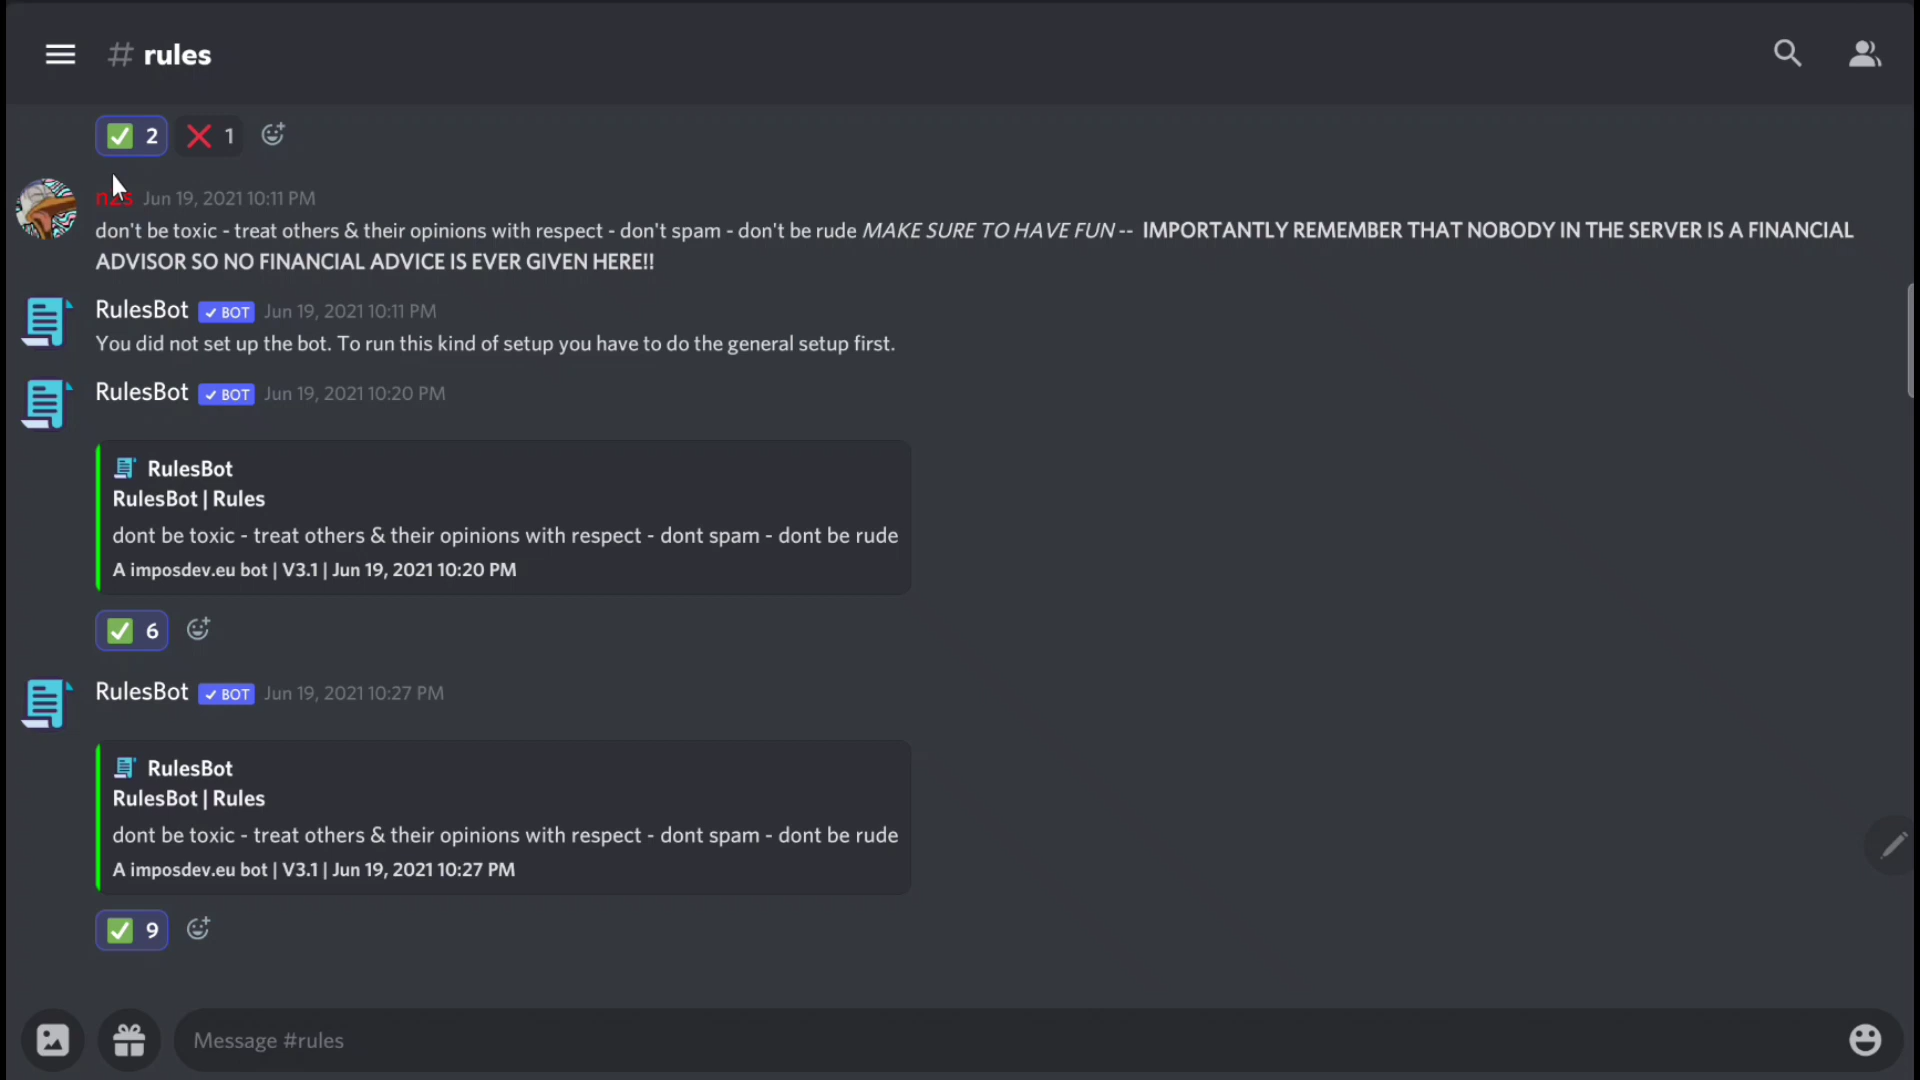 # rules
2 1
n2s Jun 19, 2021 10:11 PM
don't be toxic - treat others & their opinions with respect - don't spam - don't be rude MAKE SURE TO HAVE FUN -- IMPORTANTLY REMEMBER THAT NOBODY IN THE SERVER IS A FINANCIAL
ADVISOR SO NO FINANCIAL ADVICE IS EVER GIVEN HERE!!
RulesBot BOT Jun 19, 2021 10:11 PM
You did not set up the bot. To run this kind of setup you have to do the general setup first.
RulesBot BOT Jun 19, 2021 10:20 PM
RulesBot
RulesBot | Rules
dont be toxic - treat others & their opinions with respect - dont spam - dont be rude
A imposdev.eu bot | V3.1 | Jun 19, 2021 10:20 PM
6
RulesBot BOT Jun 19, 2021 10:27 PM
RulesBot
RulesBot | Rules
dont be toxic - treat others & their opinions with respect - dont spam - dont be rude
A imposdev.eu bot | V3.1 | Jun 19, 2021 10:27 PM
9
Message #rules